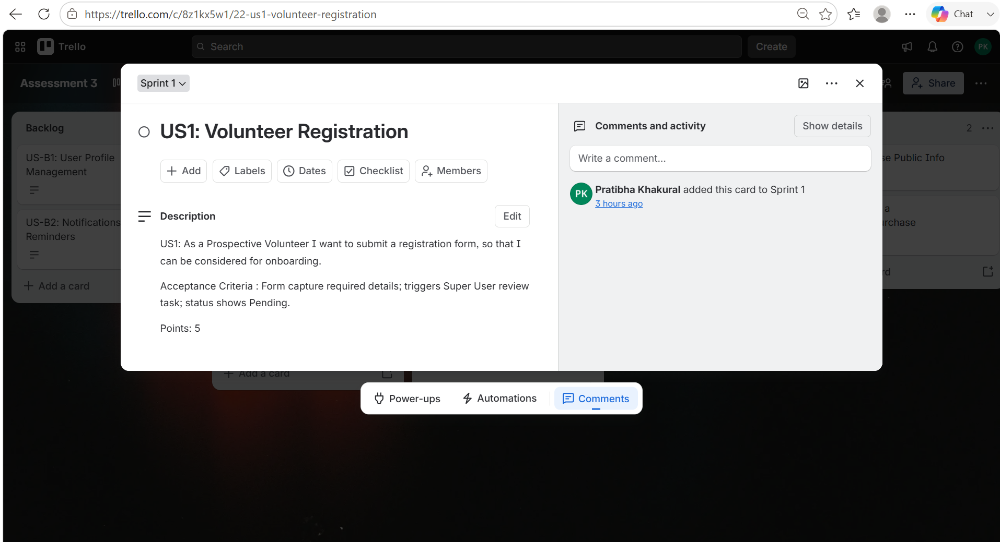 https://trello.com/c/8z1kx5w1/22-us1-volunteer-registration
Chat
Trello
Search
Create
PK
Assessment 3
Share
Sprint 1
Backlog
2
US-B1: User Profile
Management
US-B2: Notifications
Reminders
+ Add a card
US1: Volunteer Registration
+ Add
Labels
Dates
Checklist
Members
Description
Edit
US1: As a Prospective Volunteer I want to submit a registration form, so that I
can be considered for onboarding.
Acceptance Criteria : Form capture required details; triggers Super User review
task; status shows Pending.
Points: 5
Comments and activity
Show details
Write a comment...
PK
Pratibha Khakural added this card to Sprint 1
3 hours ago
Public Info
a
+ Add a card
Power-ups
Automations
Comments